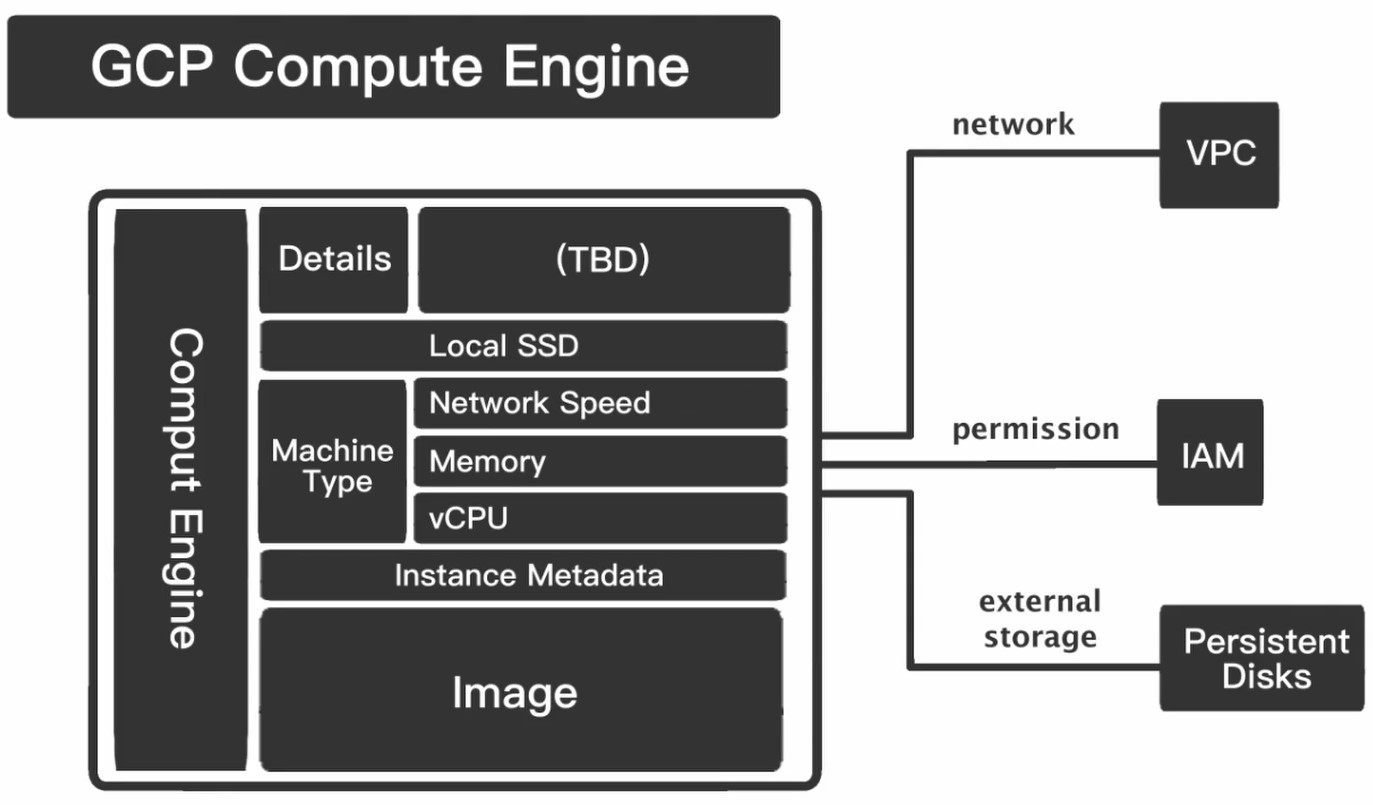 GCP Compute Engine
network
VPC
Comput Engine
Details
(TBD)
Local SSD
Machine
Type
Network Speed
Memory
vCPU
Instance Metadata
Image
permission
IAM
external
storage
Persistent
Disks